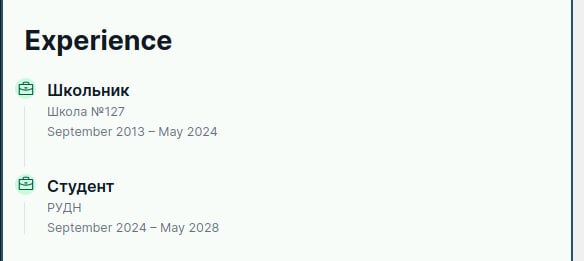 Experience
Школьник
Школа №127
September 2013 – May 2024
Студент
РУДН
September 2024 – May 2028